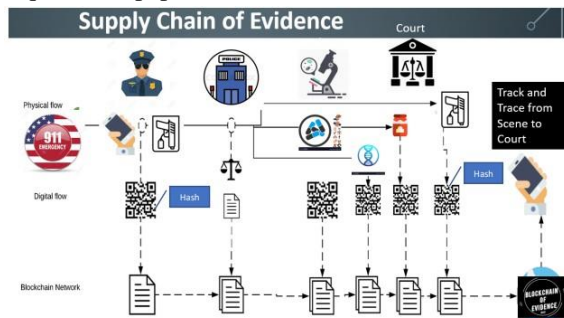 Supply Chain of Evidence
Court
POLICE
Physical flow
911
EMERGENCY
Track and
Trace from
Scene to
Court
Hash
Hash
Digital flow
Blockchain Network
BLOCKCHAIN
OF
EVIDENCE